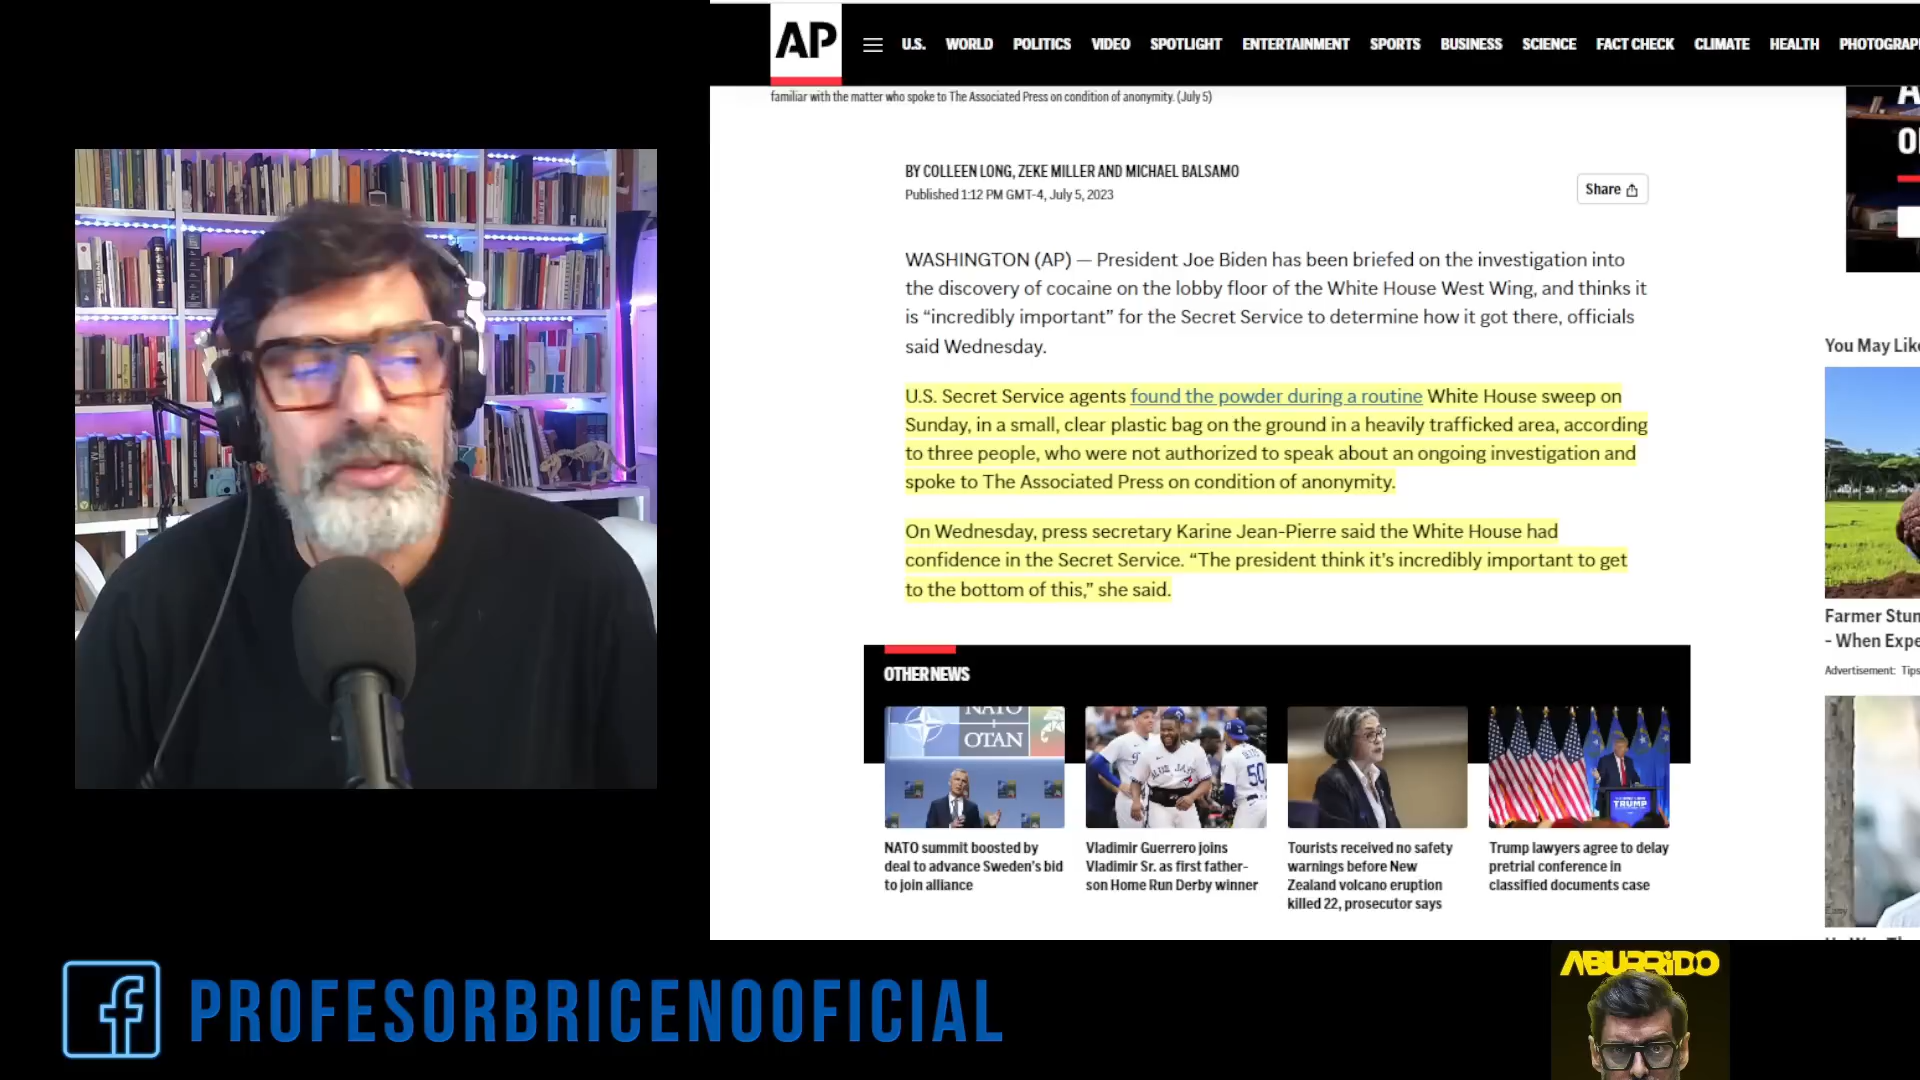 AP
U.S. WORLD POLITICS VIDEO SPOTLIGHT ENTERTAINMENT SPORTS BUSINESS SCIENCE FACT CHECK CLIMATE HEALTH PHOTOGRAP
familiar with the matter who spoke to The Associated Press on condition of anonymity. (July 5)
BY COLLEEN LONG, ZEKE MILLER AND MICHAEL BALSAMO
Published 1:12 PM GMT-4, July 5, 2023
Share
WASHINGTON (AP) — President Joe Biden has been briefed on the investigation into
the discovery of cocaine on the lobby floor of the White House West Wing, and thinks it
is “incredibly important” for the Secret Service to determine how it got there, officials
said Wednesday.
U.S. Secret Service agents found the powder during a routine White House sweep on
Sunday, in a small, clear plastic bag on the ground in a heavily trafficked area, according
to three people, who were not authorized to speak about an ongoing investigation and
spoke to The Associated Press on condition of anonymity.
On Wednesday, press secretary Karine Jean-Pierre said the White House had
confidence in the Secret Service. “The president think it’s incredibly important to get
to the bottom of this,” she said.
You May Like
Farmer Stun
- When Expe
Advertisement: Tips
OTHER NEWS
NATO
OTAN
BLUE JAYS
50
TRUMP
NATO summit boosted by
deal to advance Sweden’s bid
to join alliance
Vladimir Guerrero joins
Vladimir Sr. as first father-
son Home Run Derby winner
Tourists received no safety
warnings before New
Zealand volcano eruption
killed 22, prosecutor says
Trump lawyers agree to delay
pretrial conference in
classified documents case
PROFESORBRICENOOFICIAL
ABURRIDO